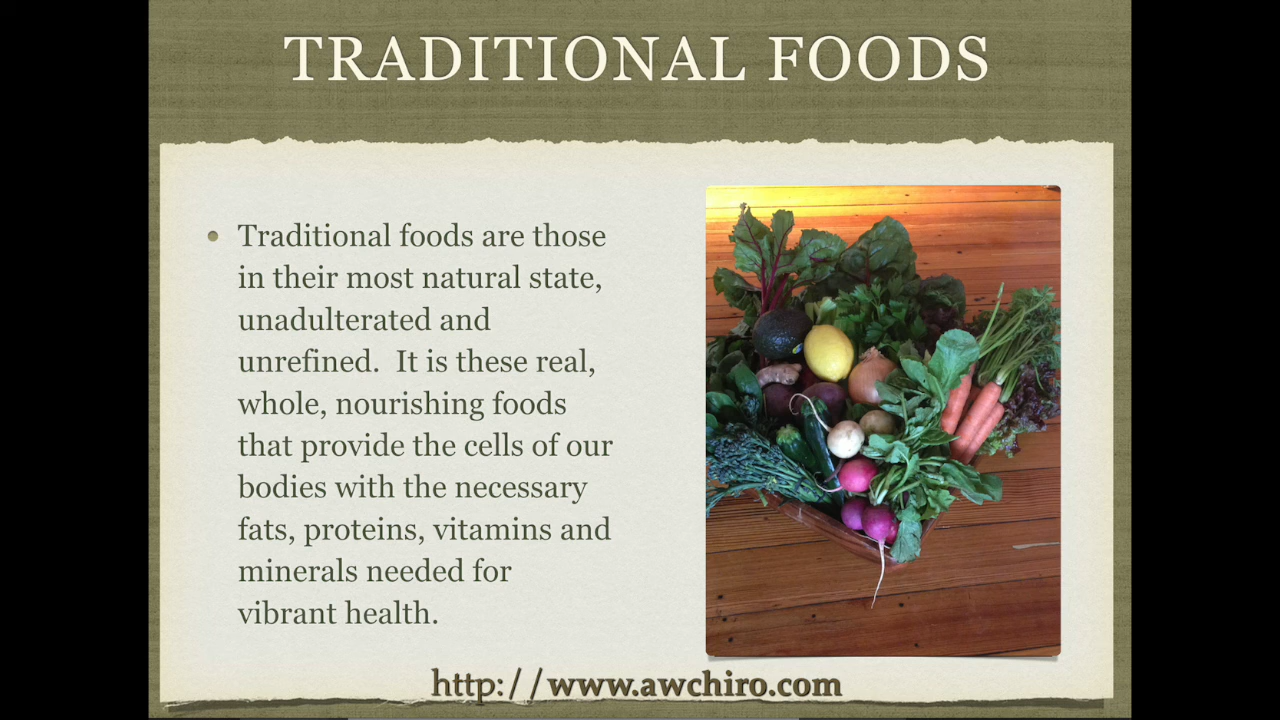 TRADITIONAL FOODS
• Traditional foods are those
in their most natural state,
unadulterated and
unrefined.  It is these real,
whole, nourishing foods
that provide the cells of our
bodies with the necessary
fats, proteins, vitamins and
minerals needed for
vibrant health.
http://www.awchiro.com